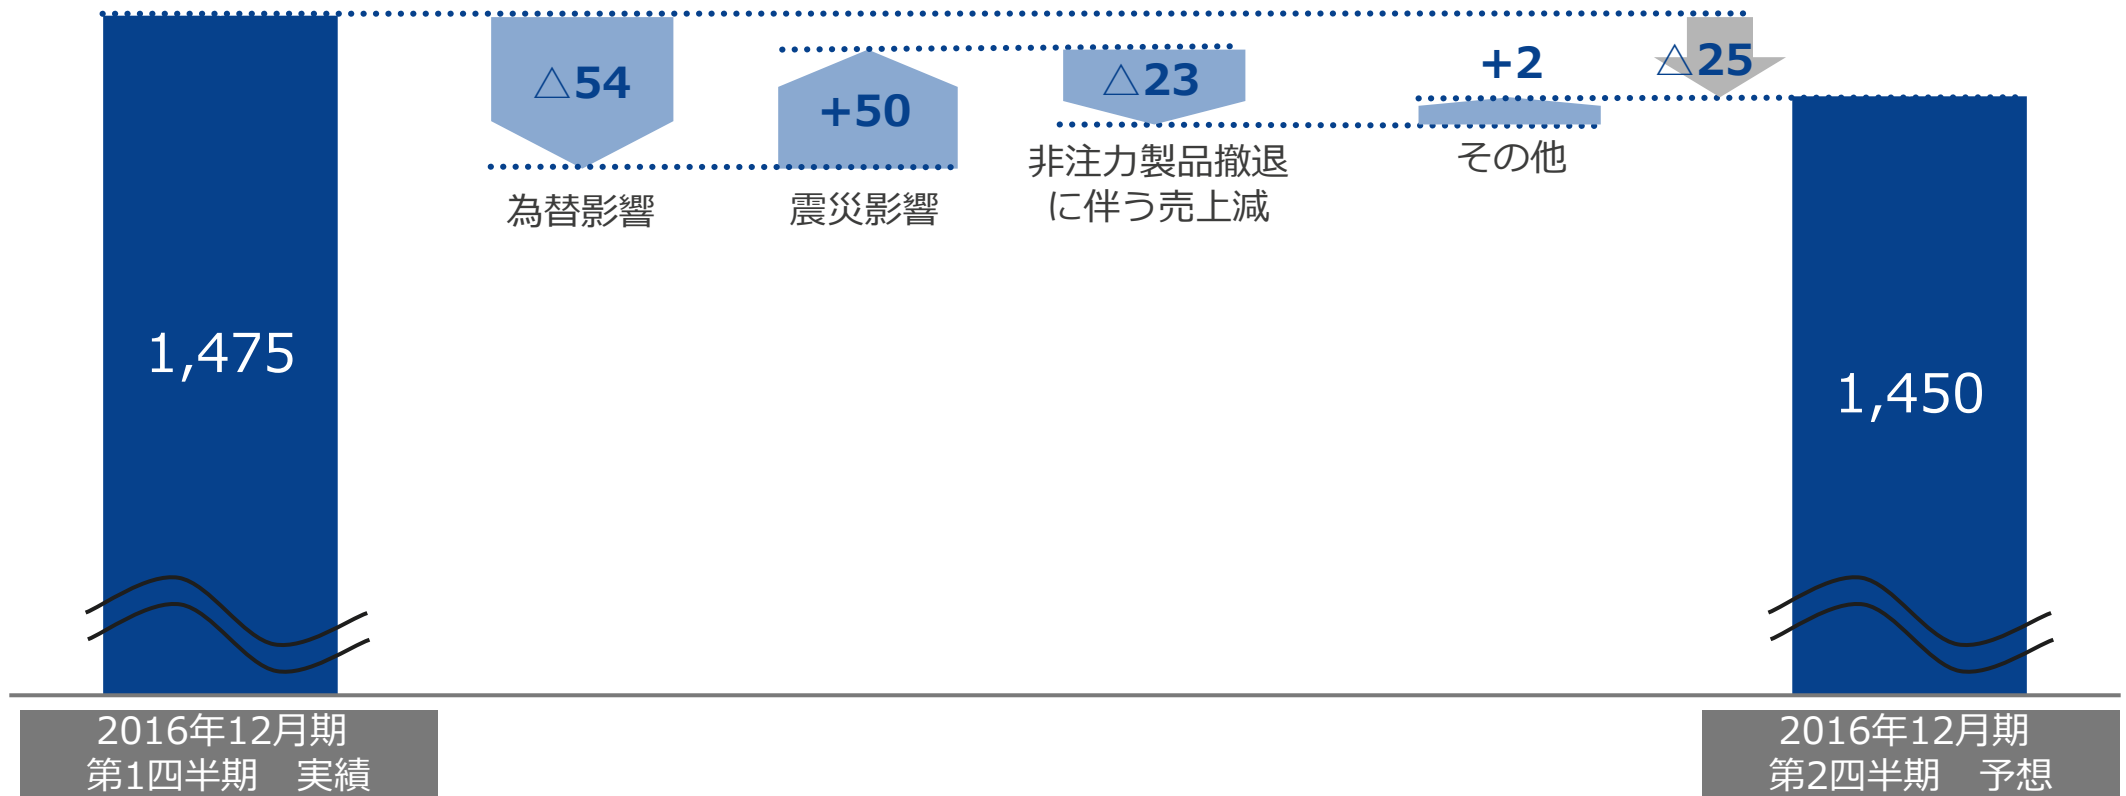 1,475
△54
為替影響
+50
震災影響
△23
非注力製品撤退
に伴う売上減
+2
その他
△25
1,450
2016年12月期
第1四半期　実績
2016年12月期
第2四半期　予想